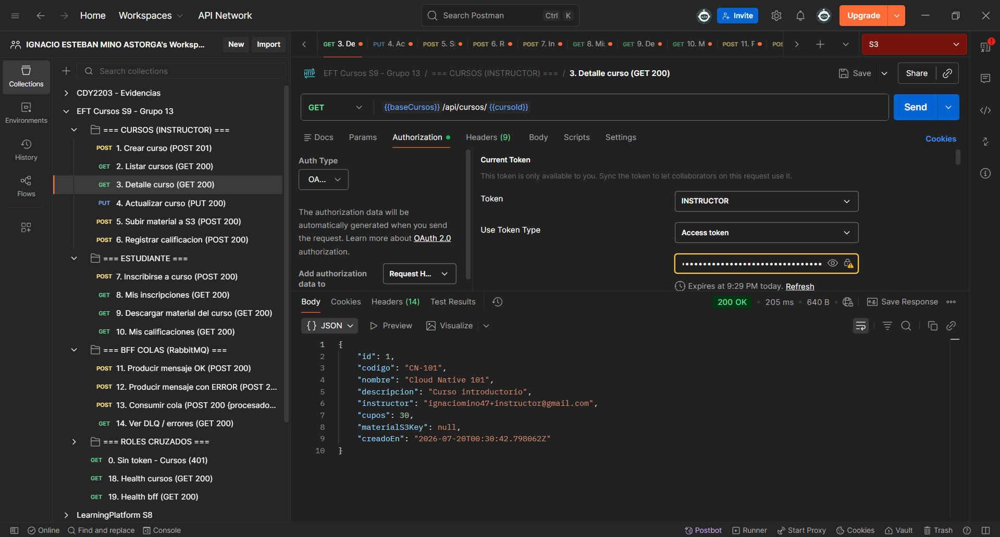 Home
Workspaces
API Network
Search Postman
Ctrl K
Invite
Upgrade
IGNACIO ESTEBAN MINO ASTORGA's Worksp...
New
Import
GET 3. De
PUT 4. Ac
POST 5. S
POST 6. R
POST 7. In
GET 8. Mi
GET 9. De
GET 10. M
POST 11. F
POS
S3
Collections
Environments
History
Flows
Search collections
CDY2203 - Evidencias
EFT Cursos S9 - Grupo 13
=== CURSOS (INSTRUCTOR) ===
POST 1. Crear curso (POST 201)
GET 2. Listar cursos (GET 200)
GET 3. Detalle curso (GET 200)
PUT 4. Actualizar curso (PUT 200)
POST 5. Subir material a S3 (POST 200)
POST 6. Registrar calificacion (POST 200)
=== ESTUDIANTE ===
POST 7. Inscribirse a curso (POST 200)
GET 8. Mis inscripciones (GET 200)
GET 9. Descargar material del curso (GET 200)
GET 10. Mis calificaciones (GET 200)
=== BFF COLAS (RabbitMQ) ===
POST 11. Producir mensaje OK (POST 200)
POST 12. Producir mensaje con ERROR (POST 2...
POST 13. Consumir cola (POST 200 {procesado...
GET 14. Ver DLQ / errores (GET 200)
=== ROLES CRUZADOS ===
GET 0. Sin token - Cursos (401)
GET 18. Health cursos (GET 200)
GET 19. Health bff (GET 200)
LearningPlatform S8
HTTP EFT Cursos S9 - Grupo 13 / === CURSOS (INSTRUCTOR) === / 3. Detalle curso (GET 200)
Save
Share
GET
{{baseCursos}} /api/cursos/ {{cursoId}}
Send
Docs
Params
Authorization
Headers (9)
Body
Scripts
Settings
Cookies
Auth Type
OA...
The authorization data will be
automatically generated when you send
the request. Learn more about OAuth 2.0
authorization.
Add authorization
data to
Request H...
Current Token
This token is only available to you. Sync the token to let collaborators on this request use it.
Token
INSTRUCTOR
Use Token Type
Access token
Expires at 9:29 PM today. Refresh
Body
Cookies
Headers (14)
Test Results
200 OK
205 ms
640 B
e.g. Save Response
{} JSON
Preview
Visualize
1 {
2 "id": 1,
3 "codigo": "CN-101",
4 "nombre": "Cloud Native 101",
5 "descripcion": "Curso introductorio",
6 "instructor": "ignaciomino47+instructor@gmail.com",
7 "cupos": 30,
8 "materialS3Key": null,
9 "creadoEn": "2026-07-20T00:30:42.798062Z"
10 }
Online
Find and replace
Console
Postbot
Runner
Start Proxy
Cookies
Vault
Trash